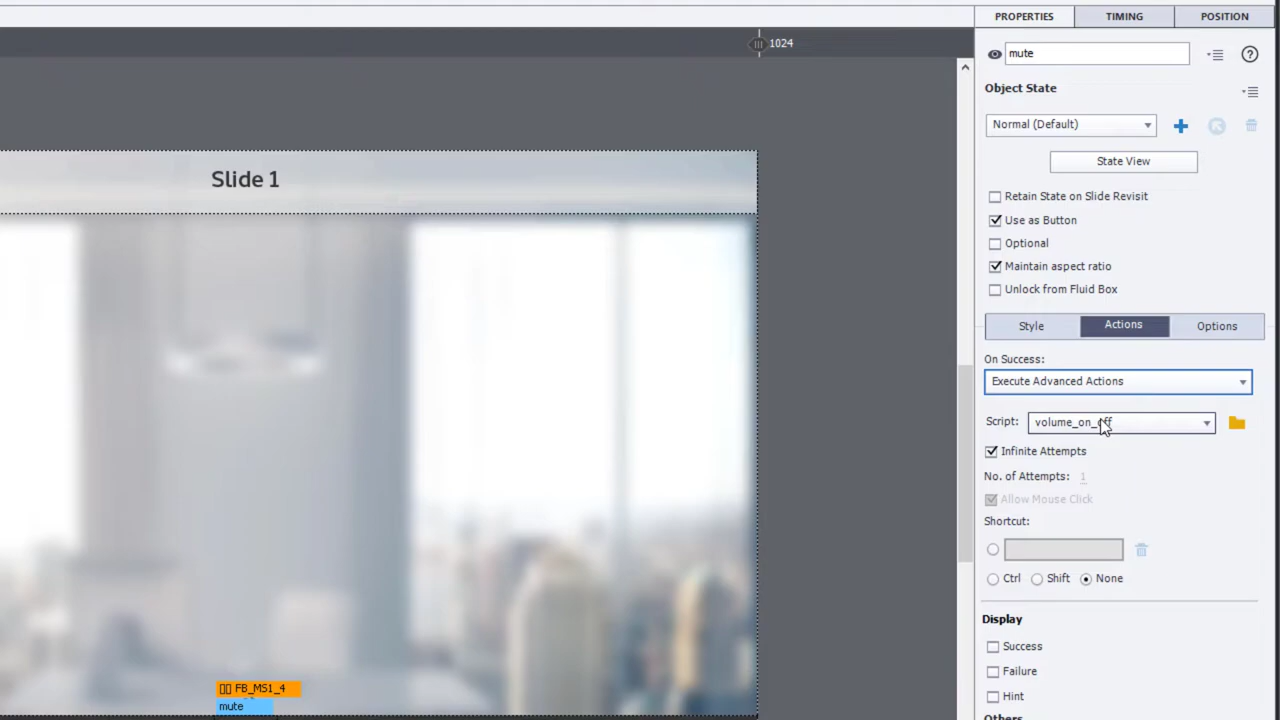 PROPERTIES TIMING POSITION
1024
mute
Object State
Normal (Default)
State View
Slide 1
Retain State on Slide Revisit
Use as Button
Optional
Maintain aspect ratio
Unlock from Fluid Box
Style Actions Options
On Success:
Execute Advanced Actions
Script: volume_on_off
Infinite Attempts
No. of Attempts: 1
Allow Mouse Click
Shortcut:
Ctrl Shift None
Display
Success
Failure
Hint
FB_MS1_4
mute
Others